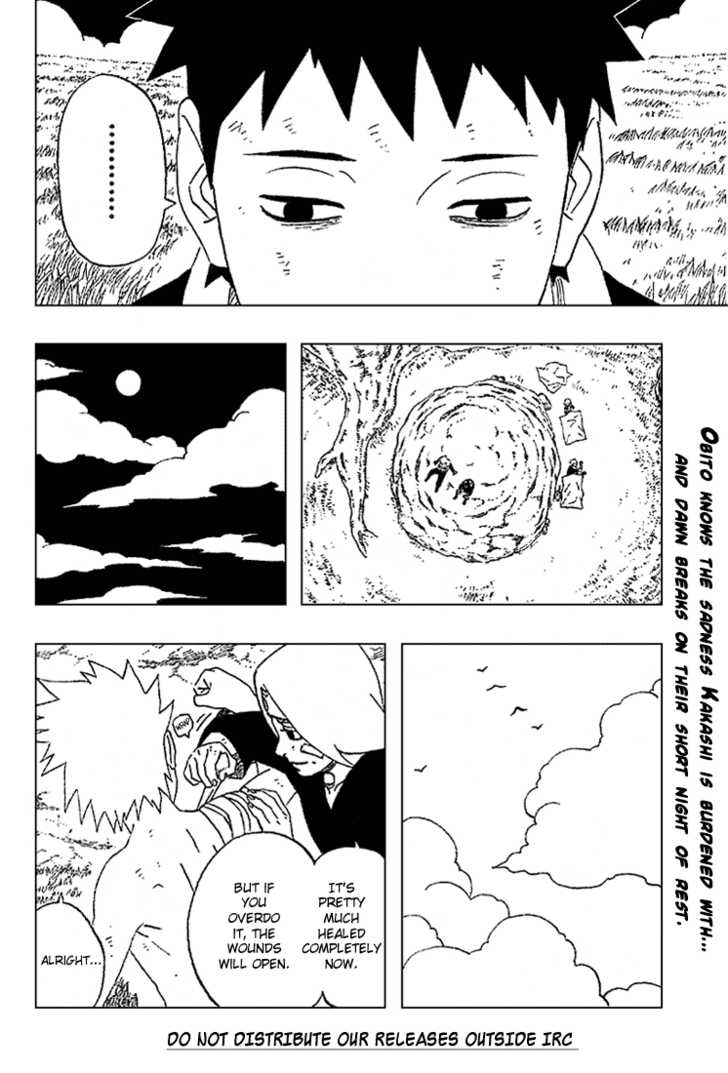 ..........
OBITO KNOWS THE SADNESS KAKASHI IS BURDENED WITH...
AND DAWN BREAKS ON THEIR SHORT NIGHT OF REST.
IT'S
PRETTY
MUCH
HEALED
COMPLETELY
NOW.
BUT IF
YOU
OVERDO
IT, THE
WOUNDS
WILL OPEN.
ALRIGHT...
DO NOT DISTRIBUTE OUR RELEASES OUTSIDE IRC